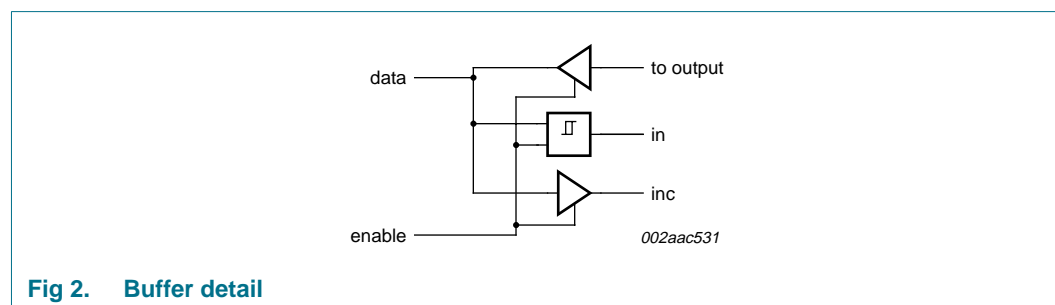 data
to output
in
inc
enable
002aac531
Fig 2. Buffer detail